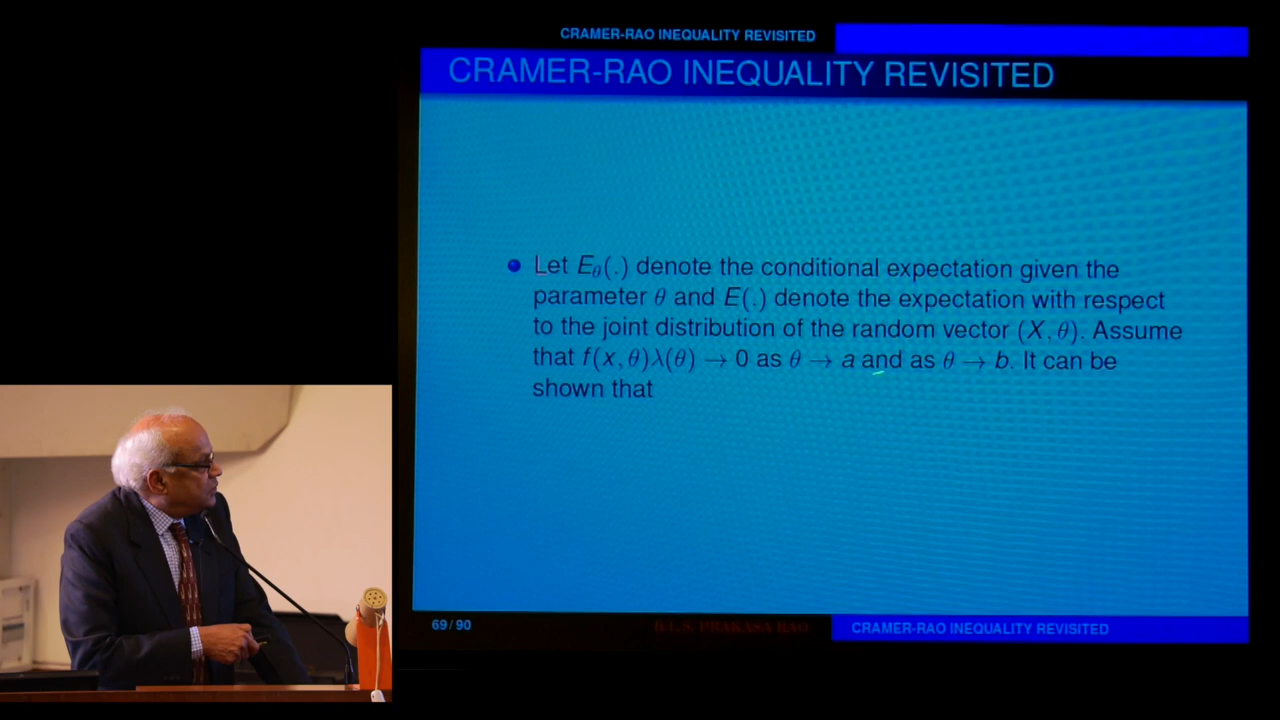 CRAMER-RAO INEQUALITY REVISITED
CRAMER-RAO INEQUALITY REVISITED
Let E_θ(.) denote the conditional expectation given the
parameter θ and E(.) denote the expectation with respect
to the joint distribution of the random vector (X, θ). Assume
that f(x, θ)λ(θ) → 0 as θ → a and as θ → b. It can be
shown that
69 / 90
B.L.S. PRAKASA RAO
CRAMER-RAO INEQUALITY REVISITED